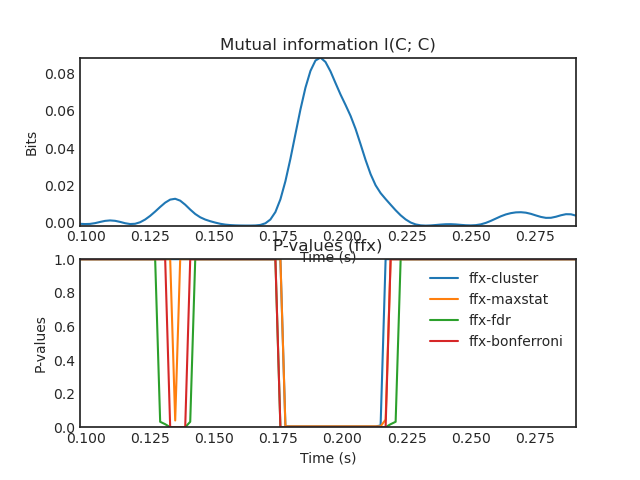 Mutual information I(C; C)
Bits
0.08
0.06
0.04
0.02
0.00
0.100 0.125 0.150 0.175 0.200 0.225 0.250 0.275
Time (s)
P-values (ffx)
P-values
1.0
0.8
0.6
0.4
0.2
0.0
ffx-cluster
ffx-maxstat
ffx-fdr
ffx-bonferroni
0.100 0.125 0.150 0.175 0.200 0.225 0.250 0.275
Time (s)